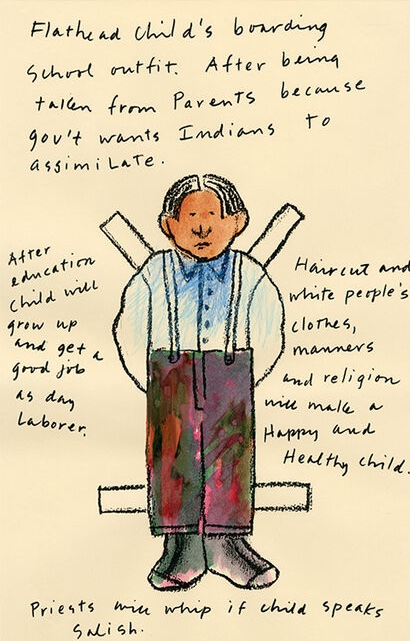 Flathead child's boarding
school outfit. After being
taken from Parents because
gov't wants Indians to
assimilate.
After
education
child will
grow up
and get a
good job
as day
Laborer.
Haircut and
white people's
clothes,
manners
and religion
will make a
Happy and
Healthy child.
Priests will whip if child speaks
Salish.